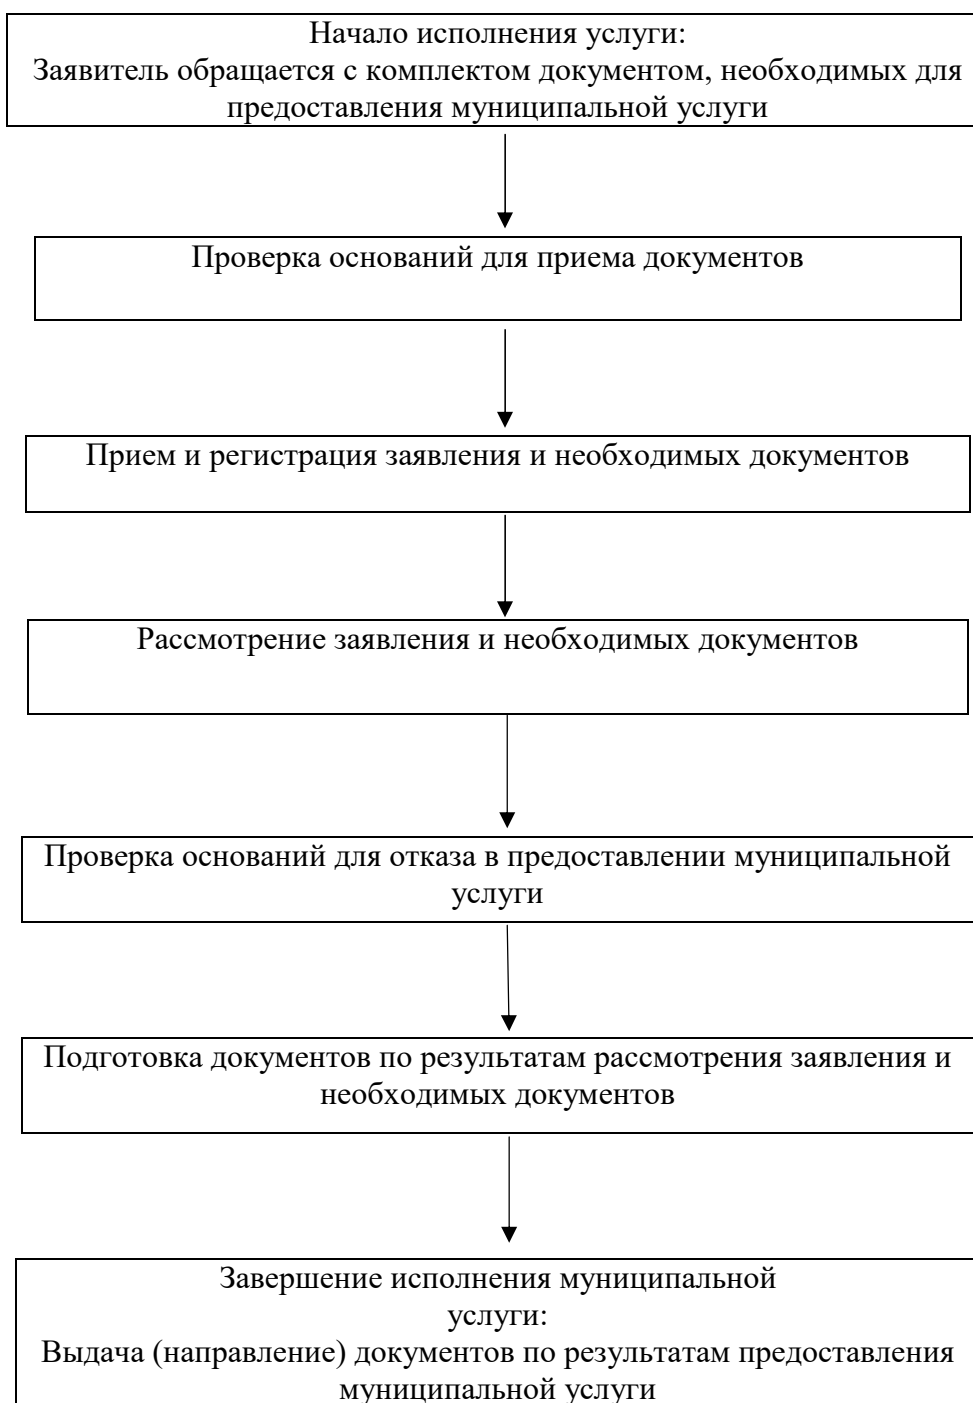 Начало исполнения услуги:
Заявитель обращается с комплектом документом, необходимых для
предоставления муниципальной услуги
Проверка оснований для приема документов
Прием и регистрация заявления и необходимых документов
Рассмотрение заявления и необходимых документов
Проверка оснований для отказа в предоставлении муниципальной
услуги
Подготовка документов по результатам рассмотрения заявления и
необходимых документов
Завершение исполнения муниципальной
услуги:
Выдача (направление) документов по результатам предоставления
муниципальной услуги